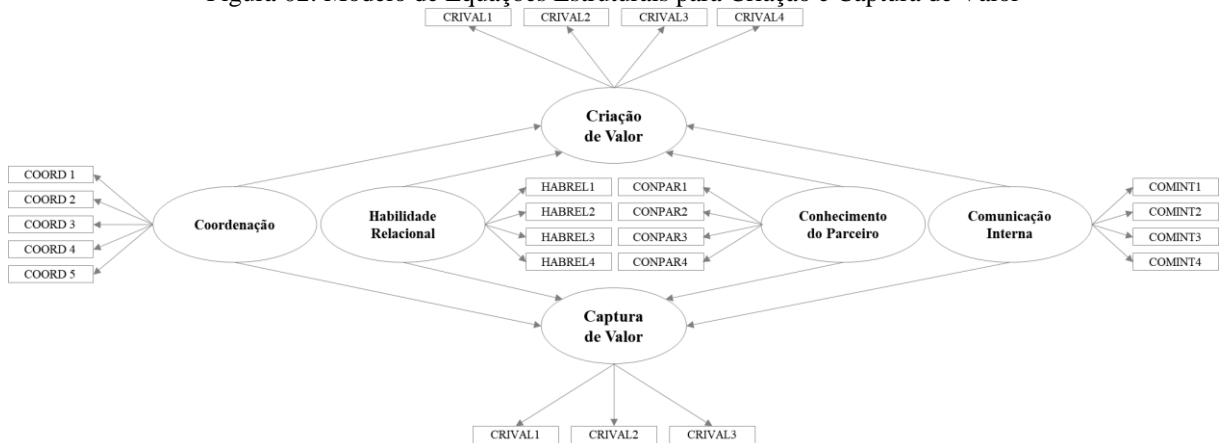 Figura 02: Modelo de Equações Estruturais para Criação e Captura de Valor
CRIVAL1
CRIVAL2
CRIVAL3
CRIVAL4
Criação
de Valor
COORD 1
COORD 2
COORD 3
COORD 4
COORD 5
Coordenação
Habilidade
Relacional
HABREL1
HABREL2
HABREL3
HABREL4
CONPAR1
CONPAR2
CONPAR3
CONPAR4
Conhecimento
do Parceiro
Comunicação
Interna
COMINT1
COMINT2
COMINT3
COMINT4
Captura
de Valor
CRIVAL1
CRIVAL2
CRIVAL3